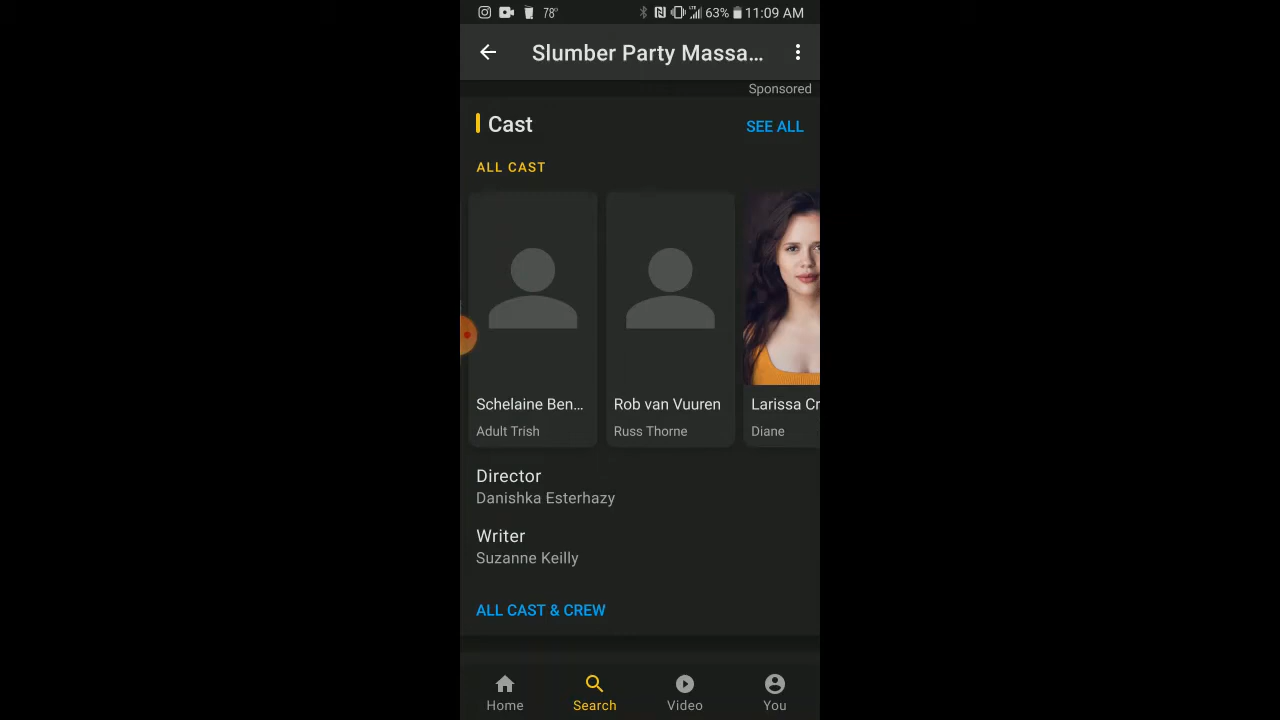 78° 63% 11:09 AM
Slumber Party Massa...
Sponsored
Cast SEE ALL
ALL CAST
Schelaine Ben... Rob van Vuuren Larissa Cr
Adult Trish Russ Thorne Diane
Director
Danishka Esterhazy
Writer
Suzanne Keilly
ALL CAST & CREW
Home Search Video You